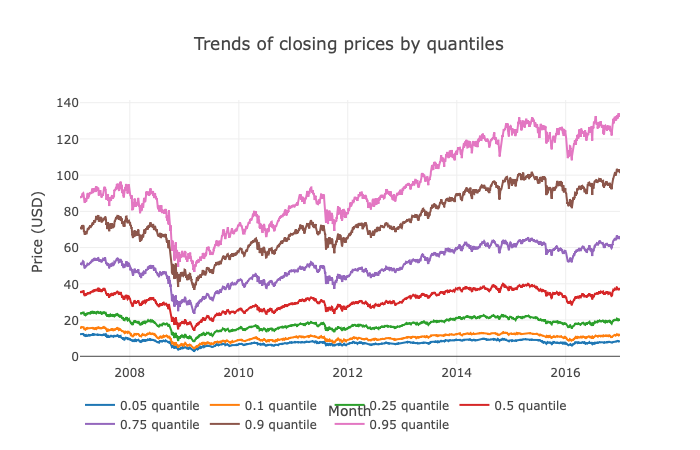 Trends of closing prices by quantiles
140
120
100
80
60
40
20
0
Price (USD)
2008 2010 2012 2014 2016
Month
0.05 quantile 0.1 quantile 0.25 quantile 0.5 quantile
0.75 quantile 0.9 quantile 0.95 quantile